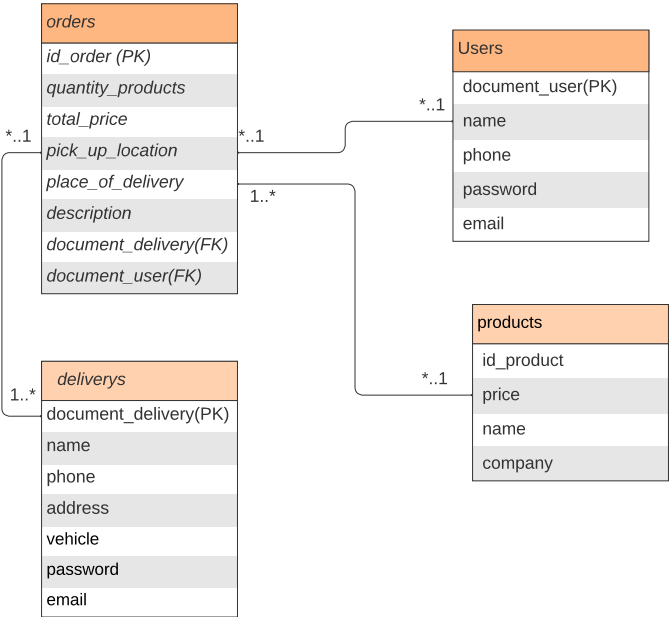 orders
id_order (PK)
quantity_products
total_price
pick_up_location
place_of_delivery
description
document_delivery(FK)
document_user(FK)
*..1
*..1
1..*
*..1
Users
document_user(PK)
name
phone
password
email
*..1
products
id_product
price
name
company
1..*
deliverys
document_delivery(PK)
name
phone
address
vehicle
password
email